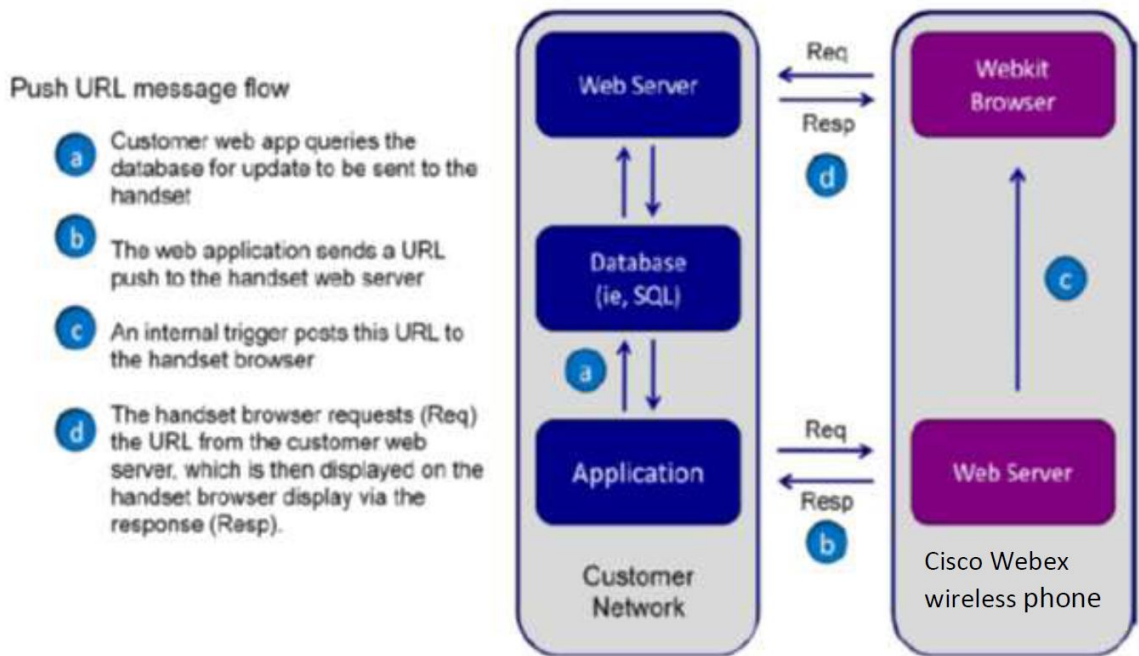 Push URL message flow
a
Customer web app queries the
database for update to be sent to the
handset
b
The web application sends a URL
push to the handset web server
c
An internal trigger posts this URL to
the handset browser
d
The handset browser requests (Req)
the URL from the customer web
server, which is then displayed on the
handset browser display via the
response (Resp).
Web Server
Database
(ie, SQL)
a
Application
Customer
Network
Req
Resp
d
Req
Resp
b
Webkit
Browser
c
Web Server
Cisco Webex
wireless phone